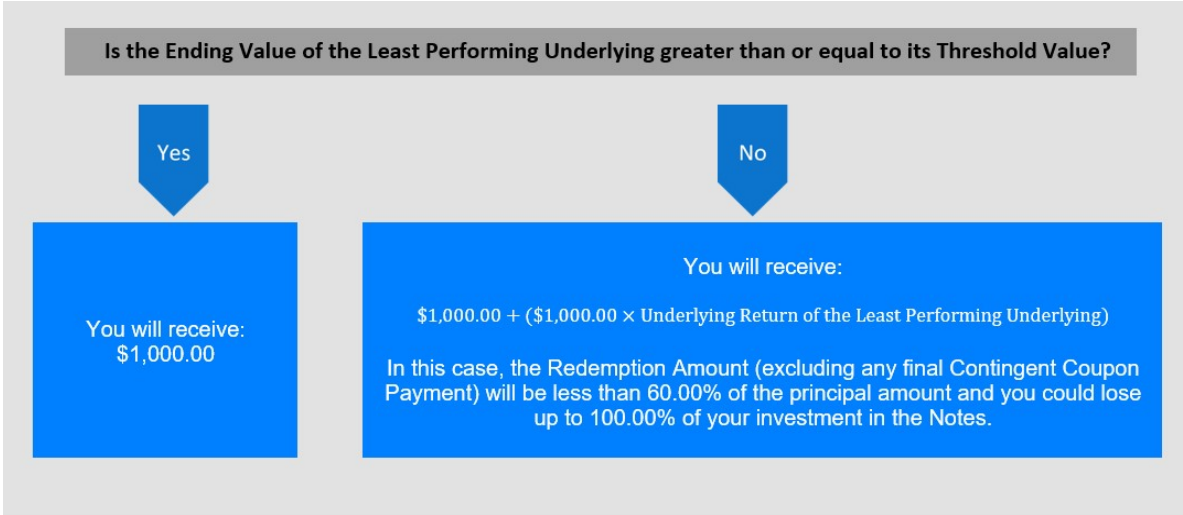 Is the Ending Value of the Least Performing Underlying greater than or equal to its Threshold Value?
Yes
No
You will receive:
$1,000.00
You will receive:
$1,000.00 + ($1,000.00 × Underlying Return of the Least Performing Underlying)
In this case, the Redemption Amount (excluding any final Contingent Coupon
Payment) will be less than 60.00% of the principal amount and you could lose
up to 100.00% of your investment in the Notes.